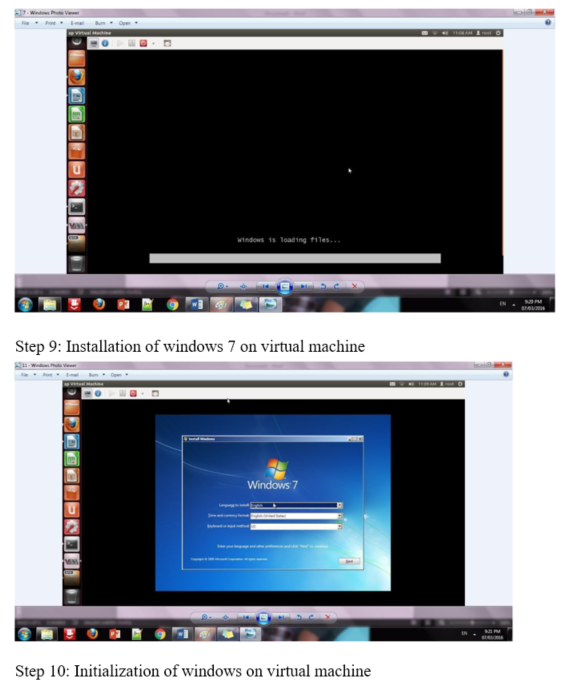 7 - Windows Photo Viewer
File Print E-mail Burn Open
Virtual Machine
11:08 AM root
Windows is loading files...
EN 9:20 PM
07/03/2016
Step 9: Installation of windows 7 on virtual machine
11 - Windows Photo Viewer
File Print E-mail Burn Open
Virtual Machine
Install Windows
Windows 7
Language to install: English
Time and currency format: English (United States)
Keyboard or input method: US
Enter your language and other preferences and click "Next" to continue.
Copyright © 2009 Microsoft Corporation. All rights reserved.
Next
EN 9:21 PM
07/03/2016
Step 10: Initialization of windows on virtual machine